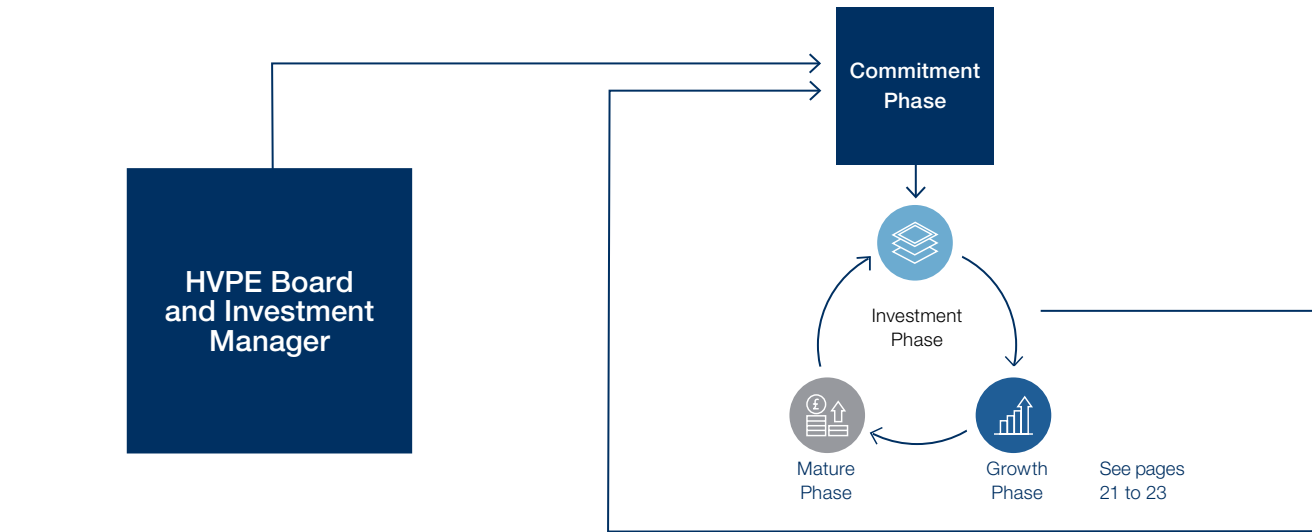 Commitment
Phase
HVPE Board
and Investment
Manager
Investment
Phase
£
Mature
Phase
Growth
Phase
See pages
21 to 23